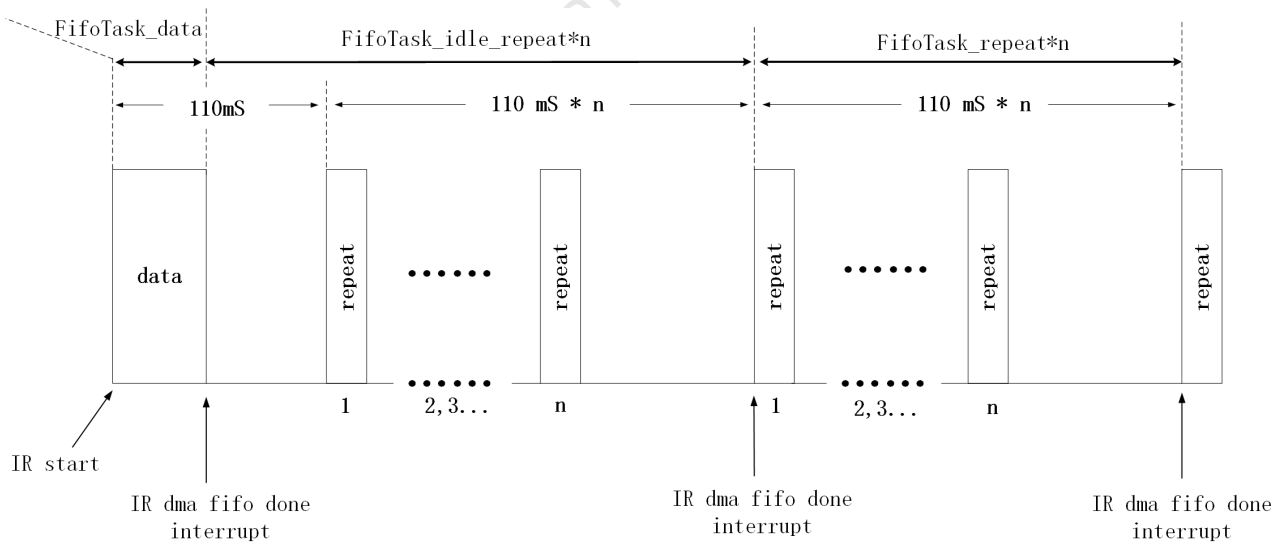 FifoTask_data
FifoTask_idle_repeat*n
FifoTask_repeat*n
110mS
110 mS * n
110 mS * n
data
repeat
......
repeat
repeat
......
repeat
repeat
......
......
1
2,3...
n
1
2,3...
n
IR start
IR dma fifo done
interrupt
IR dma fifo done
interrupt
IR dma fifo done
interrupt